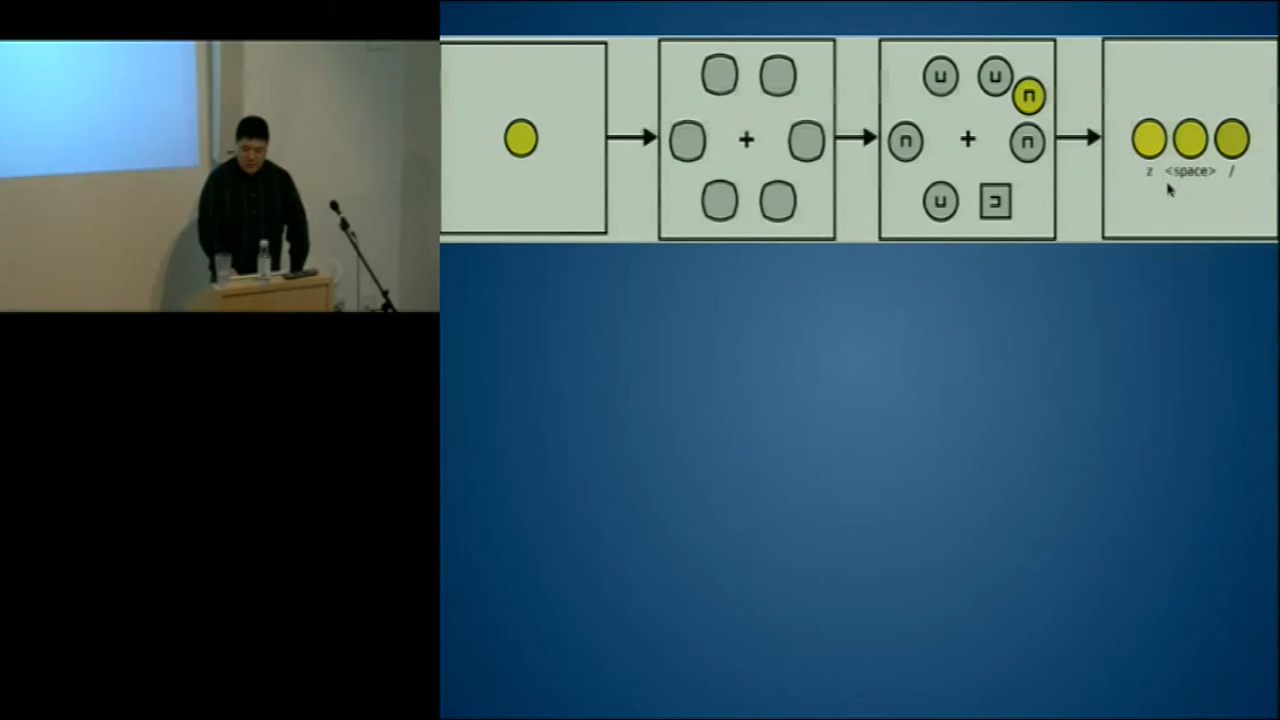 +
+
z <space> /